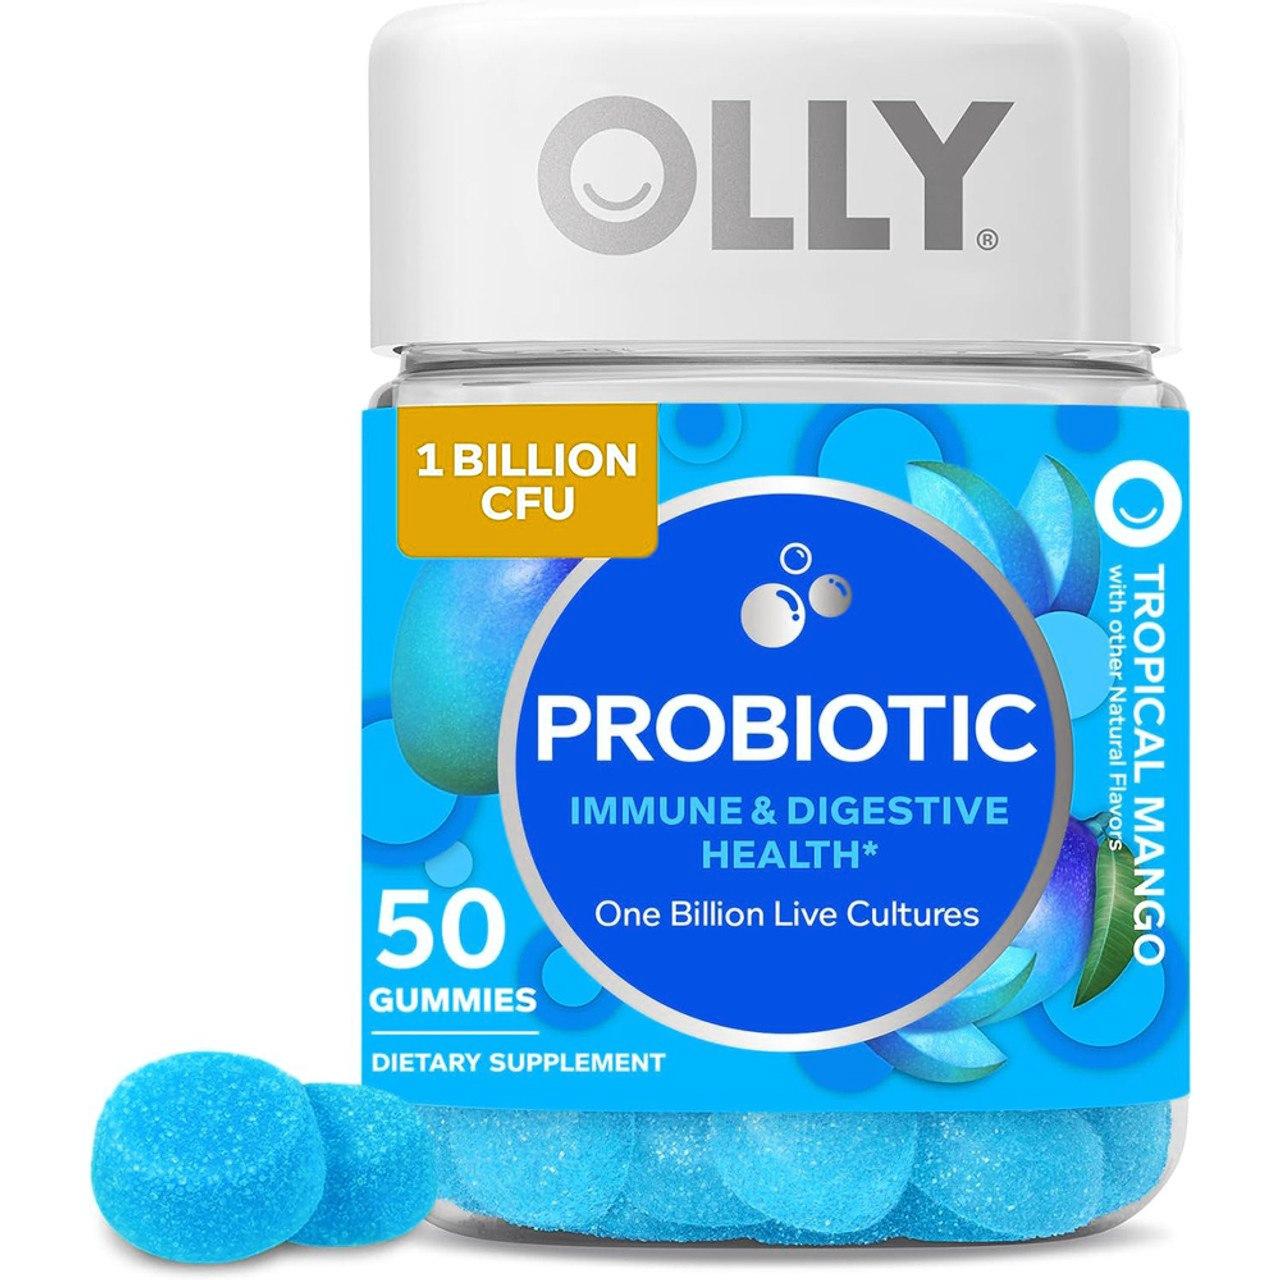 OLLY®
1 BILLION
CFU
PROBIOTIC
IMMUNE & DIGESTIVE
HEALTH*
One Billion Live Cultures
50
GUMMIES
DIETARY SUPPLEMENT
TROPICAL MANGO
with other Natural Flavors